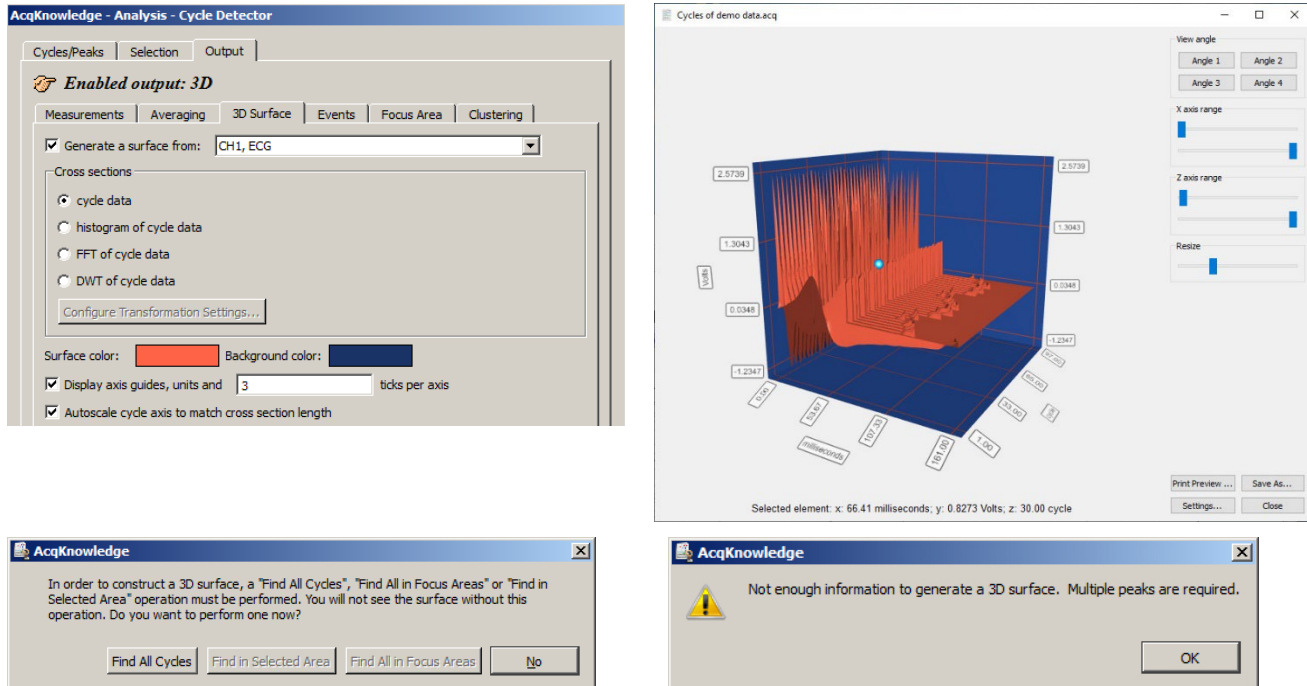 AcqKnowledge - Analysis - Cycle Detector
Cycles/Peaks Selection Output
Enabled output: 3D
Measurements Averaging 3D Surface Events Focus Area Clustering
Generate a surface from: CH1, ECG
Cross sections
cycle data
histogram of cycle data
FFT of cycle data
DWT of cycle data
Configure Transformation Settings...
Surface color: Background color:
Display axis guides, units and 3 ticks per axis
Autoscale cycle axis to match cross section length
Cycles of demo data.acq
View angle
Angle 1 Angle 2
Angle 3 Angle 4
X axis range
Z axis range
Resize
2.5739 2.5739
1.3043 1.3043
Volts
0.0348 0.0348
-1.2347 -1.2347
0.00 53.67 107.33 161.00
milliseconds
1.00 33.00 65.00 97.00
Print Preview ... Save As...
Settings... Close
Selected element: x: 66.41 milliseconds; y: 0.8273 Volts; z: 30.00 cycle
AcqKnowledge
In order to construct a 3D surface, a "Find All Cycles", "Find All in Focus Areas" or "Find in
Selected Area" operation must be performed. You will not see the surface without this
operation. Do you want to perform one now?
Find All Cycles Find in Selected Area Find All in Focus Areas No
AcqKnowledge
Not enough information to generate a 3D surface. Multiple peaks are required.
OK